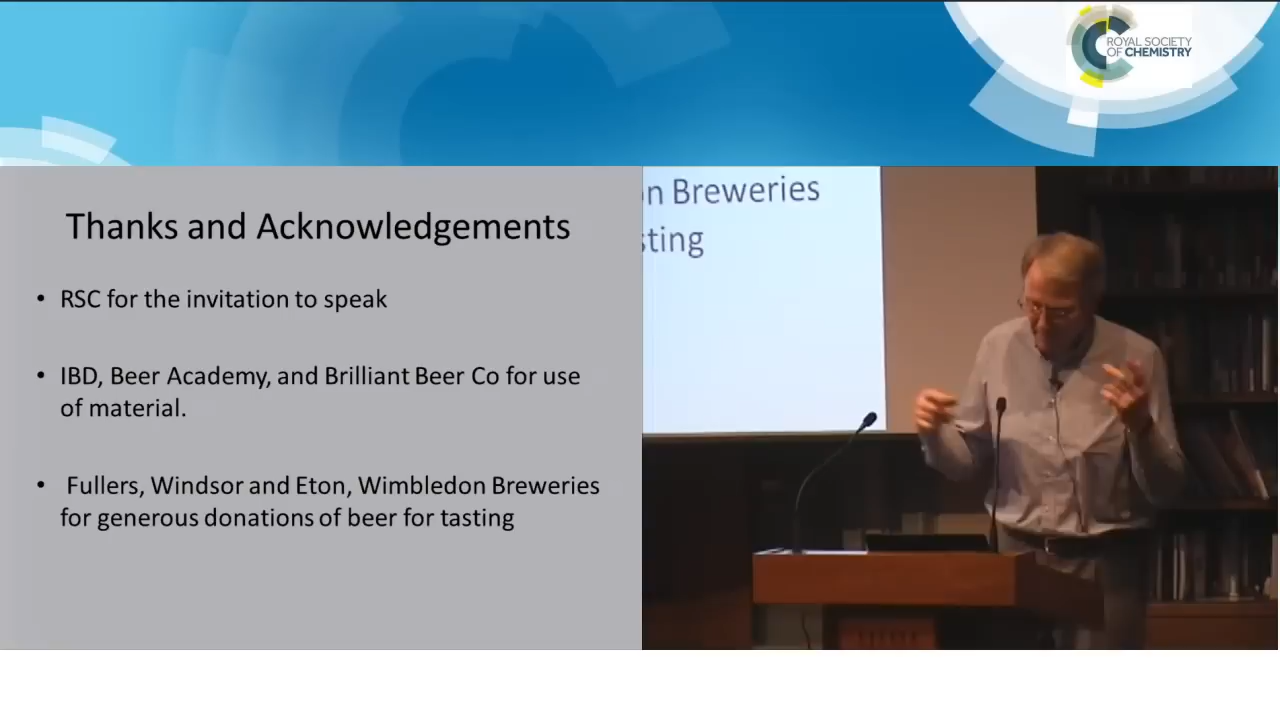 ROYAL SOCIETY
OF CHEMISTRY
Thanks and Acknowledgements
• RSC for the invitation to speak
• IBD, Beer Academy, and Brilliant Beer Co for use
of material.
• Fullers, Windsor and Eton, Wimbledon Breweries
for generous donations of beer for tasting
n Breweries
sting